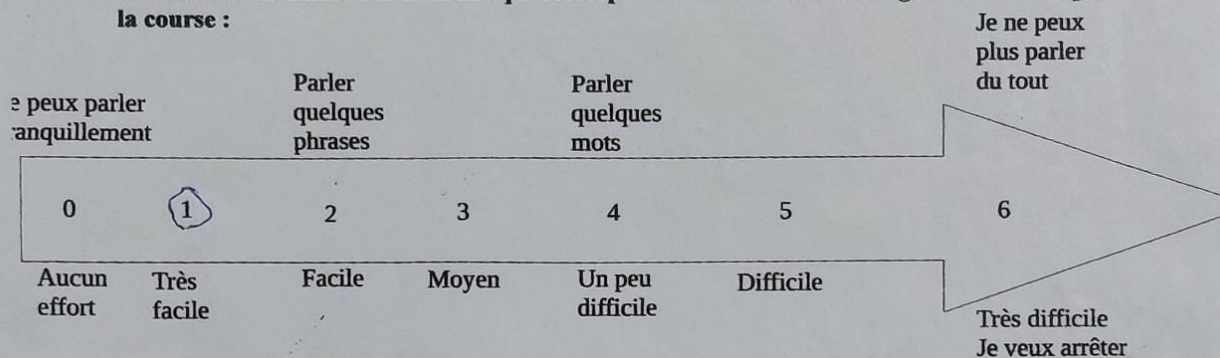 la course :
Je ne peux
plus parler
du tout
Parler
quelques
phrases
Parler
quelques
mots
peux parler
0 1 2 3 4 5 6
Aucun
effort
Très
facile
Facile
Moyen
Un peu
difficile
Difficile
Très difficile
Je veux arrêter